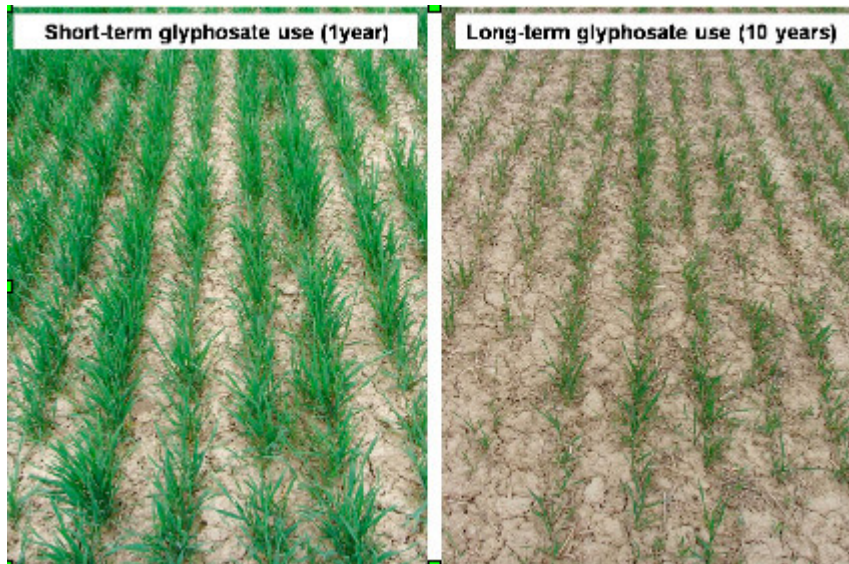 Short-term glyphosate use (1year)
Long-term glyphosate use (10 years)